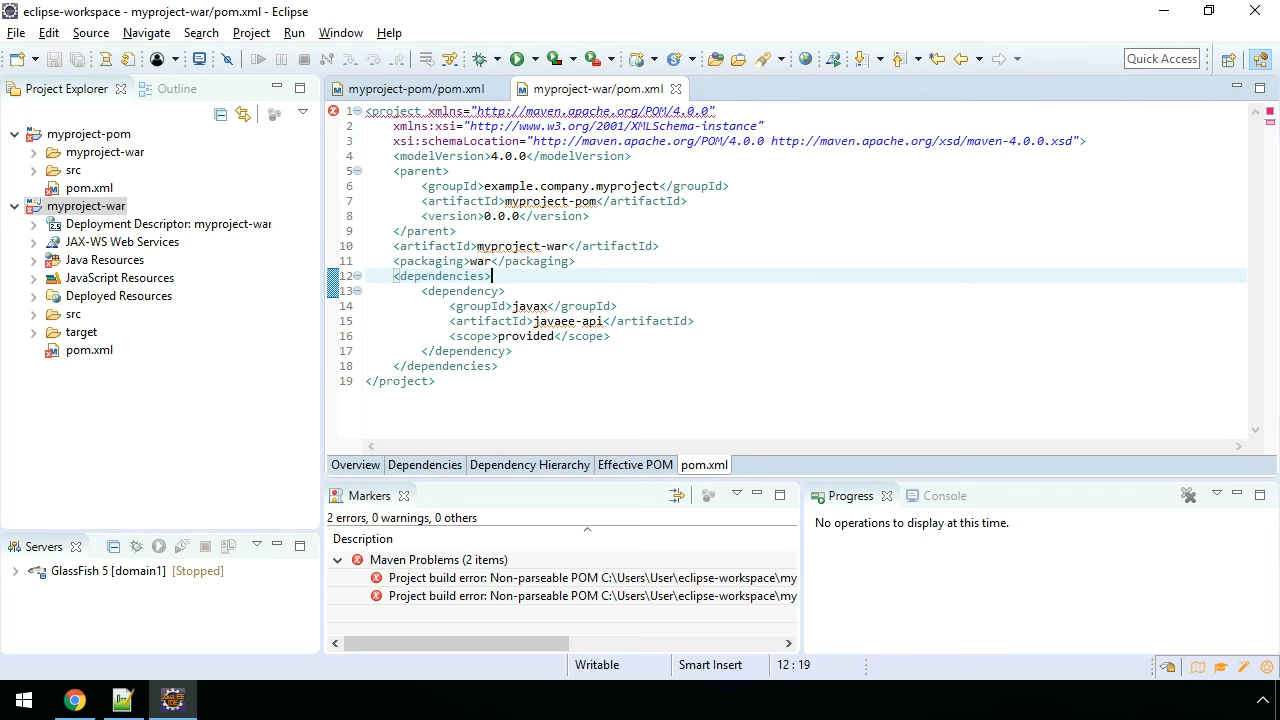 eclipse-workspace - myproject-war/pom.xml - Eclipse
File Edit Source Navigate Search Project Run Window Help
Quick Access
Project Explorer Outline
myproject-pom
myproject-war
src
pom.xml
myproject-war
Deployment Descriptor: myproject-war
JAX-WS Web Services
Java Resources
JavaScript Resources
Deployed Resources
src
target
pom.xml
Servers
GlassFish 5 [domain1] [Stopped]
myproject-pom/pom.xml myproject-war/pom.xml
1 <project xmlns="http://maven.apache.org/POM/4.0.0"
2 xmlns:xsi="http://www.w3.org/2001/XMLSchema-instance"
3 xsi:schemaLocation="http://maven.apache.org/POM/4.0.0 http://maven.apache.org/xsd/maven-4.0.0.xsd">
4 <modelVersion>4.0.0</modelVersion>
5 <parent>
6 <groupId>example.company.myproject</groupId>
7 <artifactId>myproject-pom</artifactId>
8 <version>0.0.0</version>
9 </parent>
10 <artifactId>myproject-war</artifactId>
11 <packaging>war</packaging>
12 <dependencies>
13 <dependency>
14 <groupId>javax</groupId>
15 <artifactId>javaee-api</artifactId>
16 <scope>provided</scope>
17 </dependency>
18 </dependencies>
19 </project>
Overview Dependencies Dependency Hierarchy Effective POM pom.xml
Markers
2 errors, 0 warnings, 0 others
Description
Maven Problems (2 items)
Project build error: Non-parseable POM C:\Users\User\eclipse-workspace\my
Project build error: Non-parseable POM C:\Users\User\eclipse-workspace\my
Progress Console
No operations to display at this time.
Writable Smart Insert 12 : 19